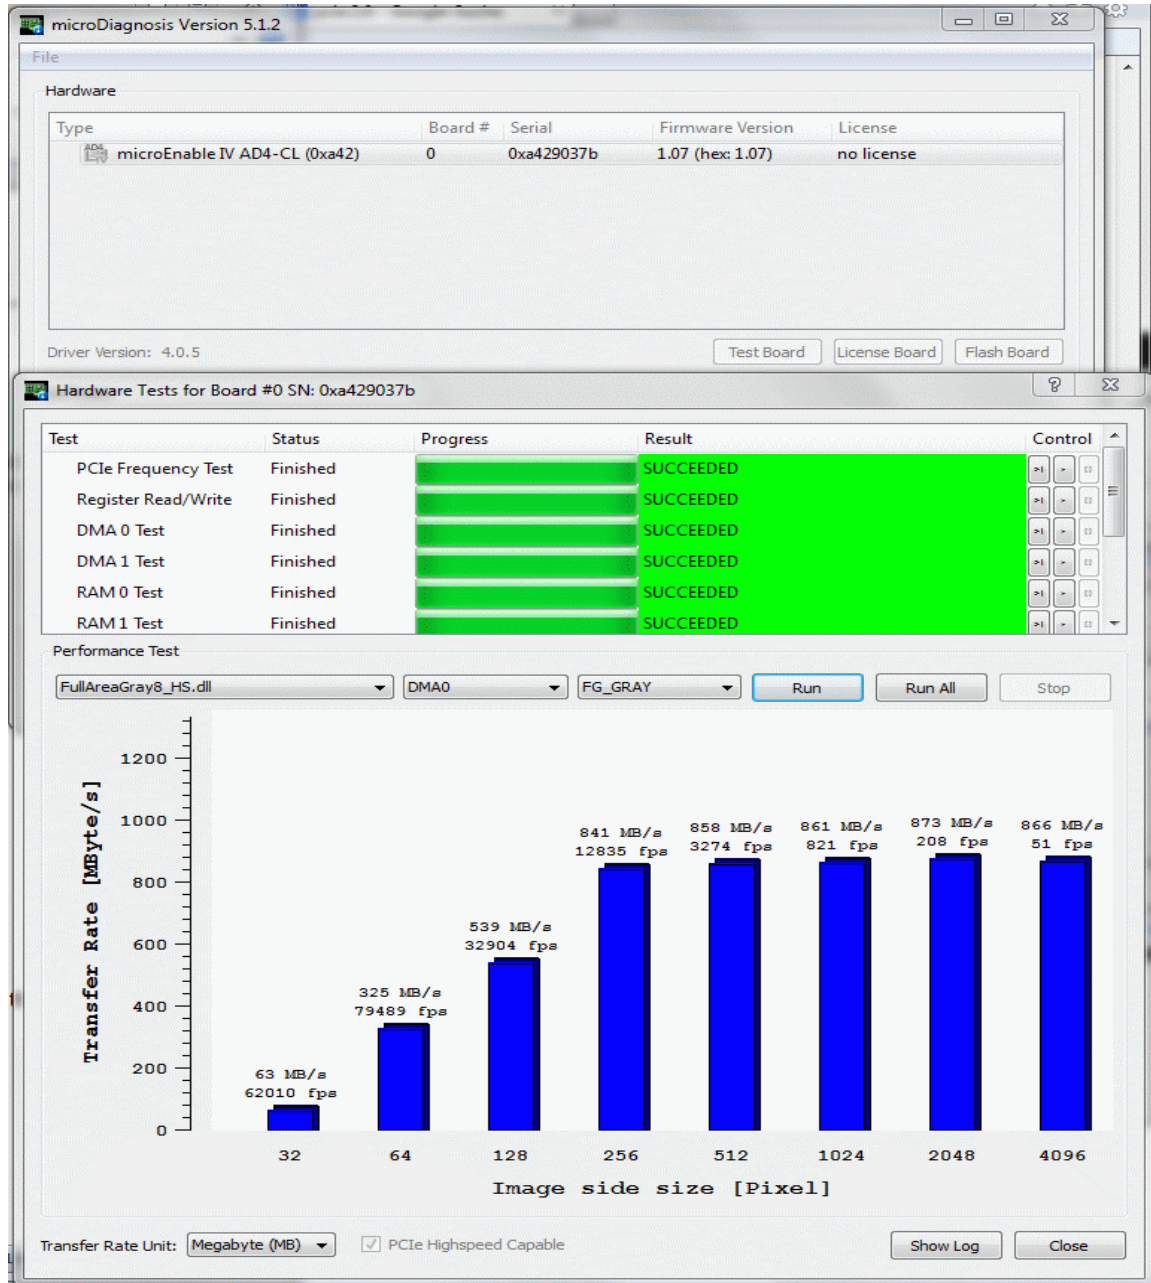 microDiagnosis Version 5.1.2
File
Hardware
Type Board # Serial Firmware Version License
microEnable IV AD4-CL (0xa42) 0 0xa429037b 1.07 (hex: 1.07) no license
Driver Version: 4.0.5 Test Board License Board Flash Board
Hardware Tests for Board #0 SN: 0xa429037b
Test Status Progress Result Control
PCIe Frequency Test Finished SUCCEEDED
Register Read/Write Finished SUCCEEDED
DMA 0 Test Finished SUCCEEDED
DMA 1 Test Finished SUCCEEDED
RAM 0 Test Finished SUCCEEDED
RAM 1 Test Finished SUCCEEDED
Performance Test
FullAreaGray8_HS.dll DMA0 FG_GRAY Run Run All Stop
Transfer Rate [MByte/s]
1200
1000
800
600
400
200
0
63 MB/s
62010 fps
325 MB/s
79489 fps
539 MB/s
32904 fps
841 MB/s
12835 fps
858 MB/s
3274 fps
861 MB/s
821 fps
873 MB/s
208 fps
866 MB/s
51 fps
32 64 128 256 512 1024 2048 4096
Image side size [Pixel]
Transfer Rate Unit: Megabyte (MB) PCIe Highspeed Capable Show Log Close